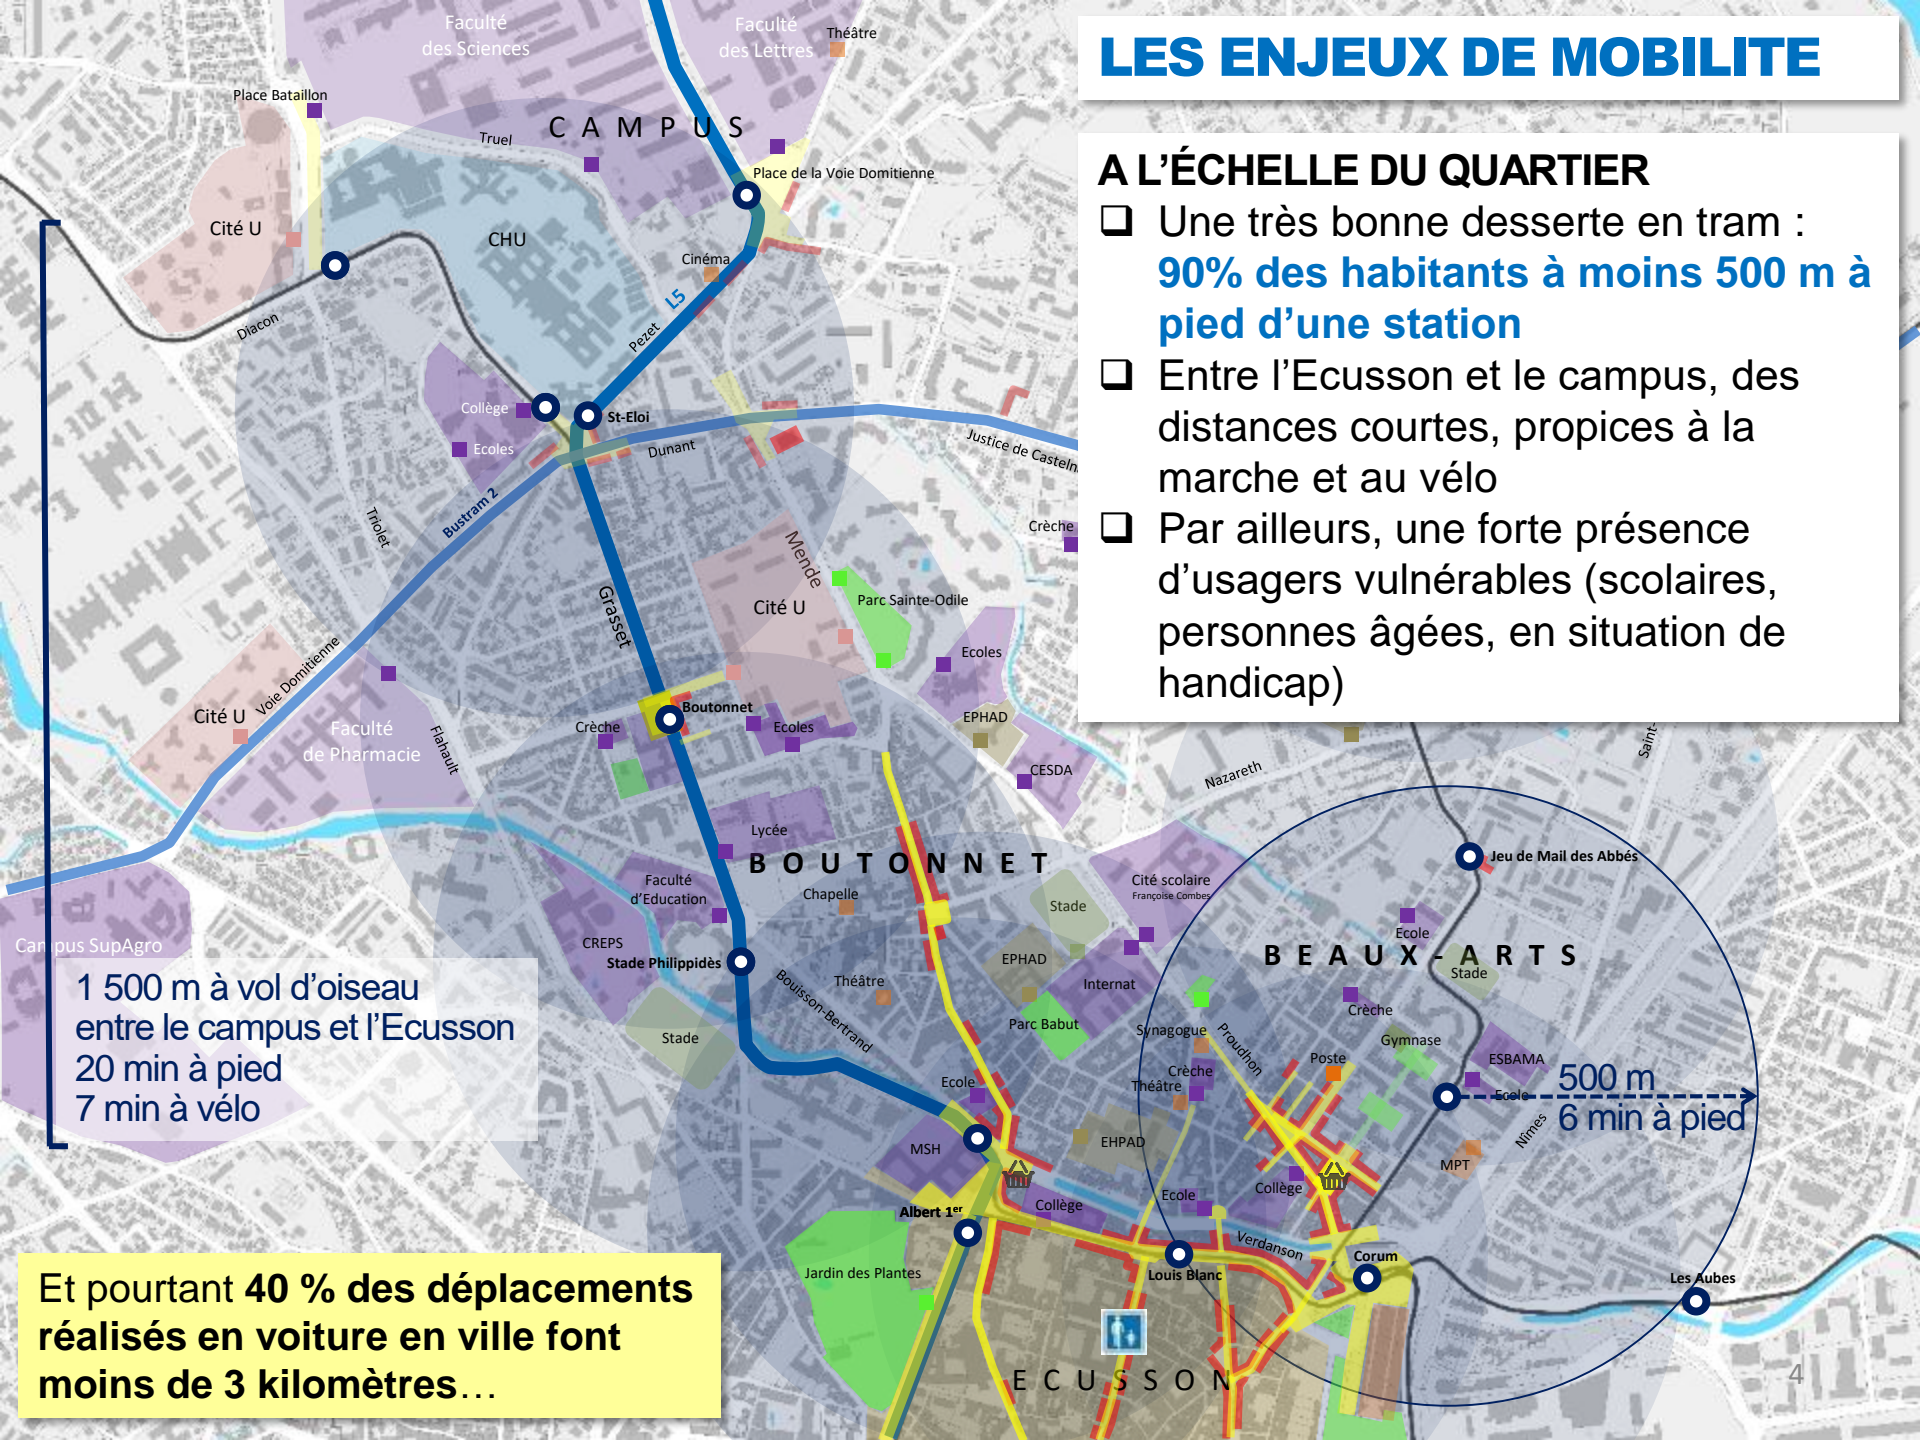 LES ENJEUX DE MOBILITE
A L’ÉCHELLE DU QUARTIER
❑ Une très bonne desserte en tram :
90% des habitants à moins 500 m à
pied d’une station
❑ Entre l’Ecusson et le campus, des
distances courtes, propices à la
marche et au vélo
❑ Par ailleurs, une forte présence
d’usagers vulnérables (scolaires,
personnes âgées, en situation de
handicap)
Faculté
des Sciences
Faculté
des Lettres
Théâtre
Place Bataillon
Truel
CAMPUS
Place de la Voie Domitienne
Cité U
CHU
Cinéma
L5
Pezet
Diacon
Collège
St-Eloi
Ecoles
Dunant
Justice de Casteln
Bustram 2
Triolet
Crèche
Mende
Grasset
Cité U
Parc Sainte-Odile
Ecoles
Voie Domitienne
Cité U
Faculté
de Pharmacie
Flahault
Crèche
Boutonnet
Ecoles
EPHAD
CESDA
Nazareth
Saint-
Lycée
BOUTONNET
Jeu de Mail des Abbés
Faculté
d’Education
Chapelle
Stade
Cité scolaire
Françoise Combes
Ecole
BEAUX-ARTS
Campus SupAgro
CREPS
Stade Philippidès
Théâtre
EPHAD
Internat
Stade
Crèche
1 500 m à vol d’oiseau
entre le campus et l’Ecusson
20 min à pied
7 min à vélo
Bouisson-Bertrand
Stade
Parc Babut
Synagogue
Proudhon
Gymnase
Poste
ESBAMA
Crèche
Théâtre
Ecole
Ecole
500 m
6 min à pied
Nîmes
MSH
EHPAD
MPT
Collège
Ecole
Collège
Albert 1er
Verdanson
Corum
Louis Blanc
Jardin des Plantes
Les Aubes
ECUSSON
Et pourtant 40 % des déplacements
réalisés en voiture en ville font
moins de 3 kilomètres…
4